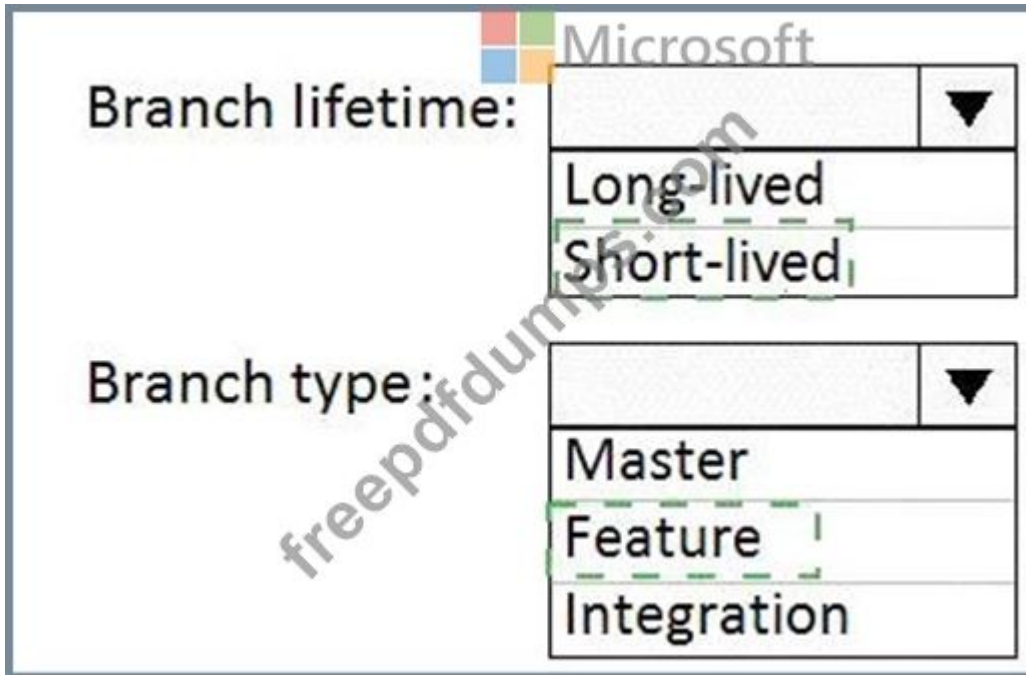 Microsoft
Branch lifetime:
Long-lived
Short-lived
Branch type:
Master
Feature
Integration
freepdfdumps.com